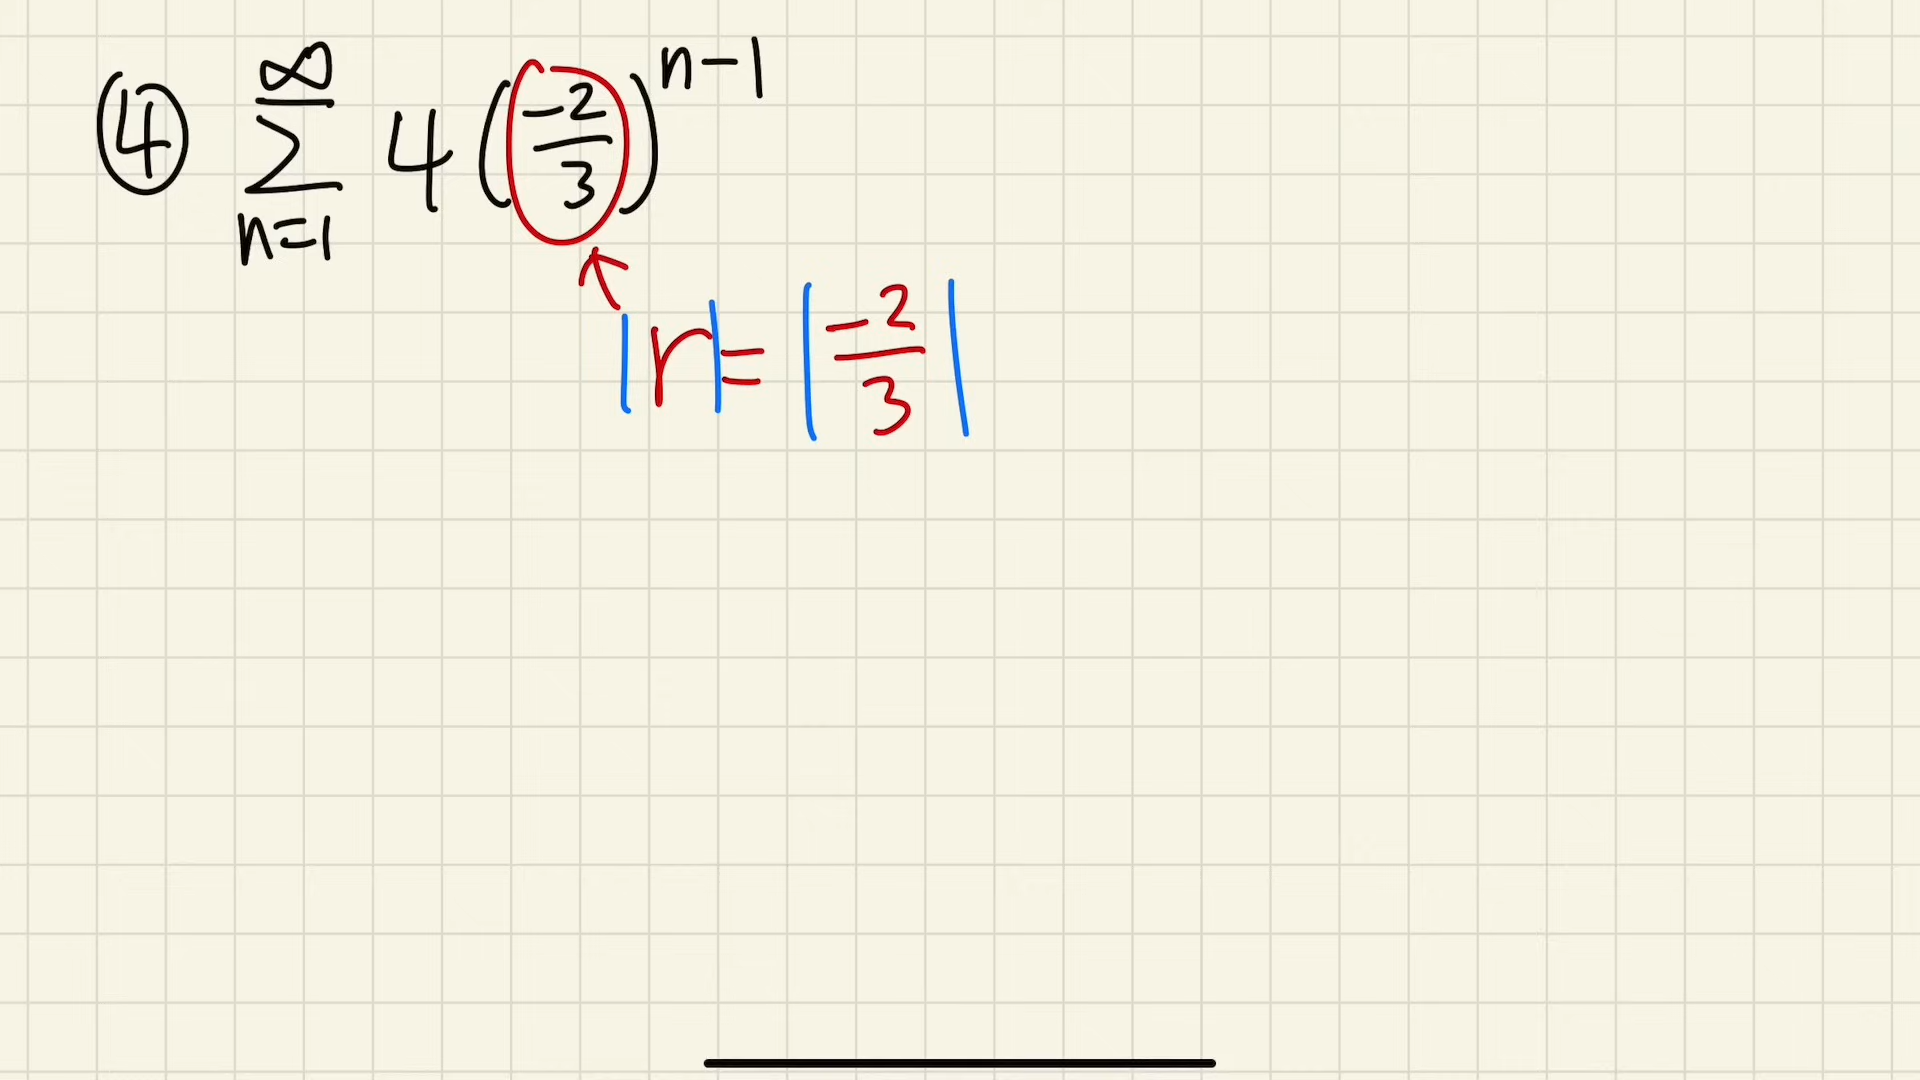 ④ ∞ Σ n=1 4(-2/3)^n-1
|r| = |-2/3|